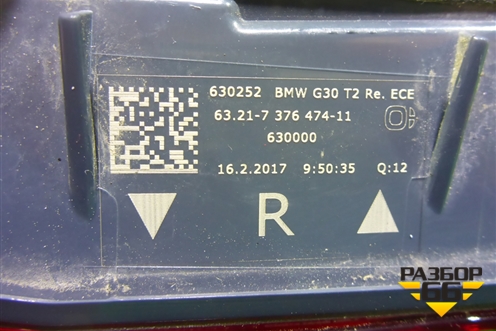 630252 BMW G30 T2 Re. ECE
63.21-7 376 474-11
630000
16.2.2017 9:50:35 Q:12
R
РАЗБОР
66